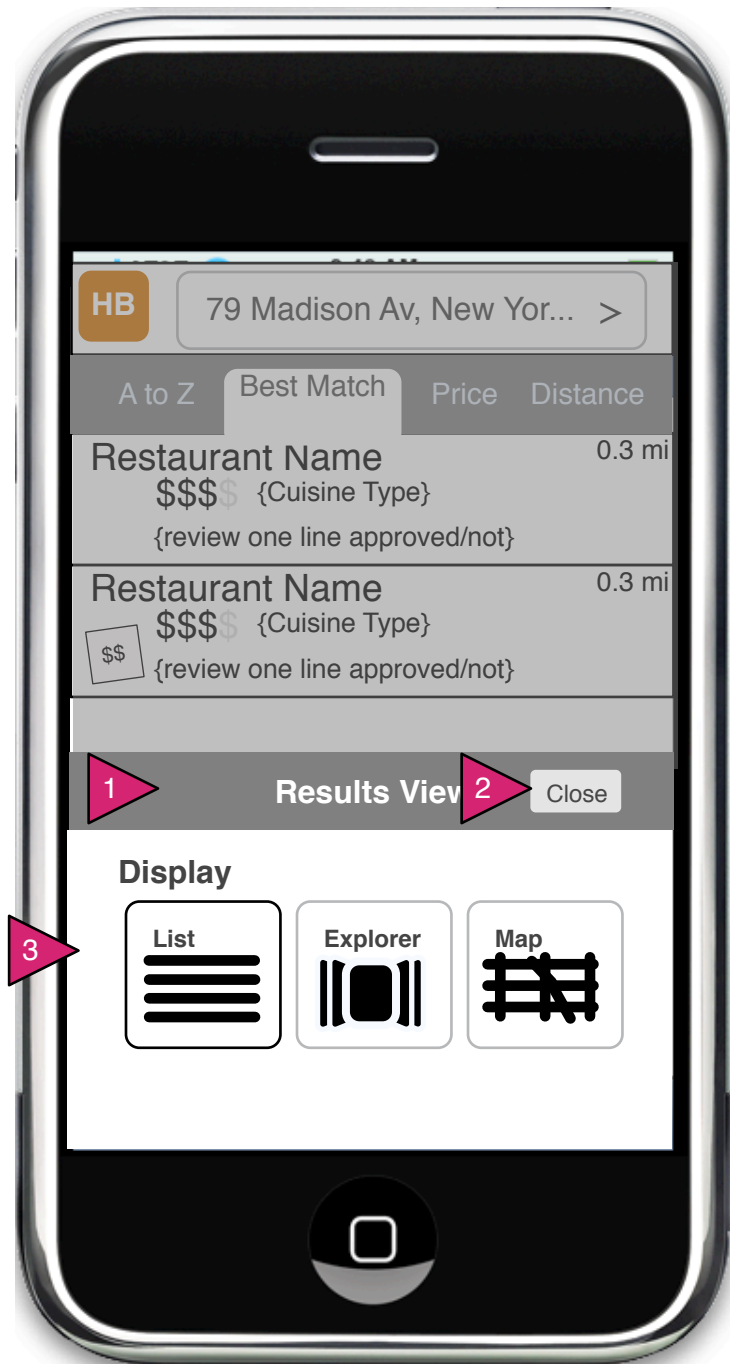 HB
79 Madison Av, New Yor... >
A to Z Best Match Price Distance
Restaurant Name 0.3 mi
$$$$ {Cuisine Type}
{review one line approved/not}
Restaurant Name 0.3 mi
$$$$ {Cuisine Type}
$$
{review one line approved/not}
1 Results View 2 Close
Display
3
List Explorer Map